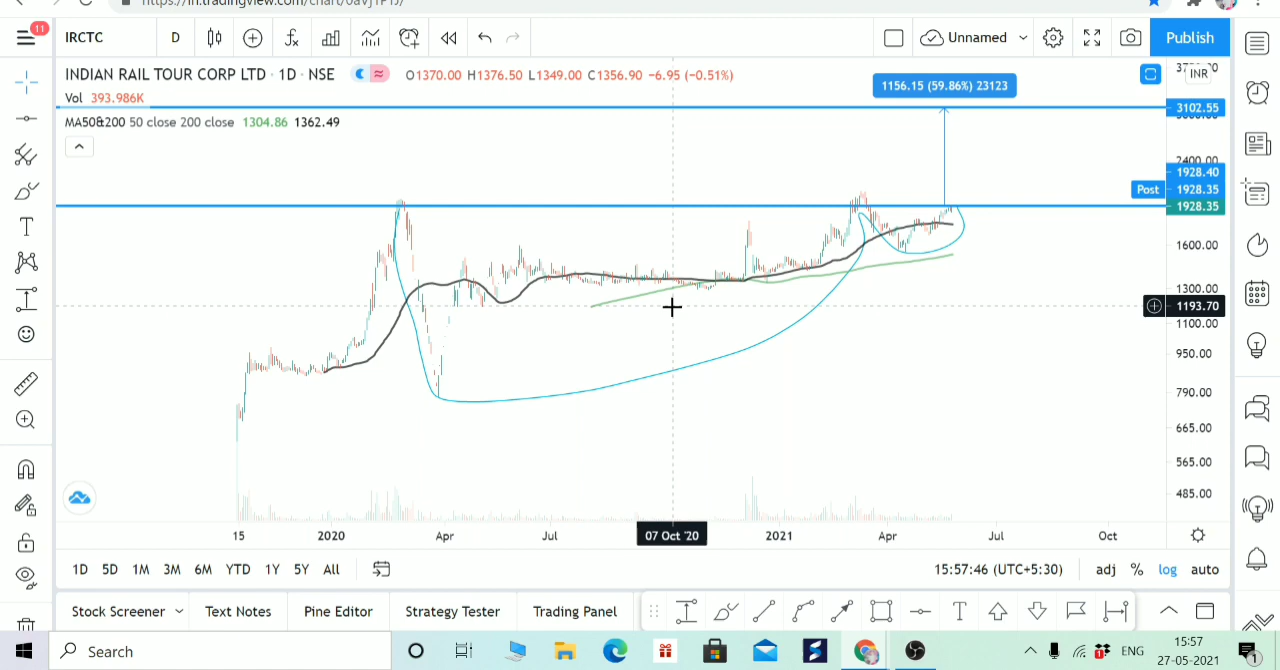 11
IRCTC
D
Unnamed
Publish
INDIAN RAIL TOUR CORP LTD · 1D · NSE
O1370.00 H1376.50 L1349.00 C1356.90 −6.95 (−0.51%)
INR
Vol 393.986K
1156.15 (59.86%) 23123
3102.55
MA50&200 50 close 200 close 1304.86 1362.49
2400.00
1928.40
Post 1928.35
1928.35
1600.00
1300.00
1193.70
1100.00
950.00
790.00
665.00
565.00
485.00
15 2020 Apr Jul 07 Oct '20 2021 Apr Jul Oct
1D 5D 1M 3M 6M YTD 1Y 5Y All
15:57:46 (UTC+5:30) adj % log auto
Stock Screener Text Notes Pine Editor Strategy Tester Trading Panel
Search
ENG
15:57
27-05-2021
1